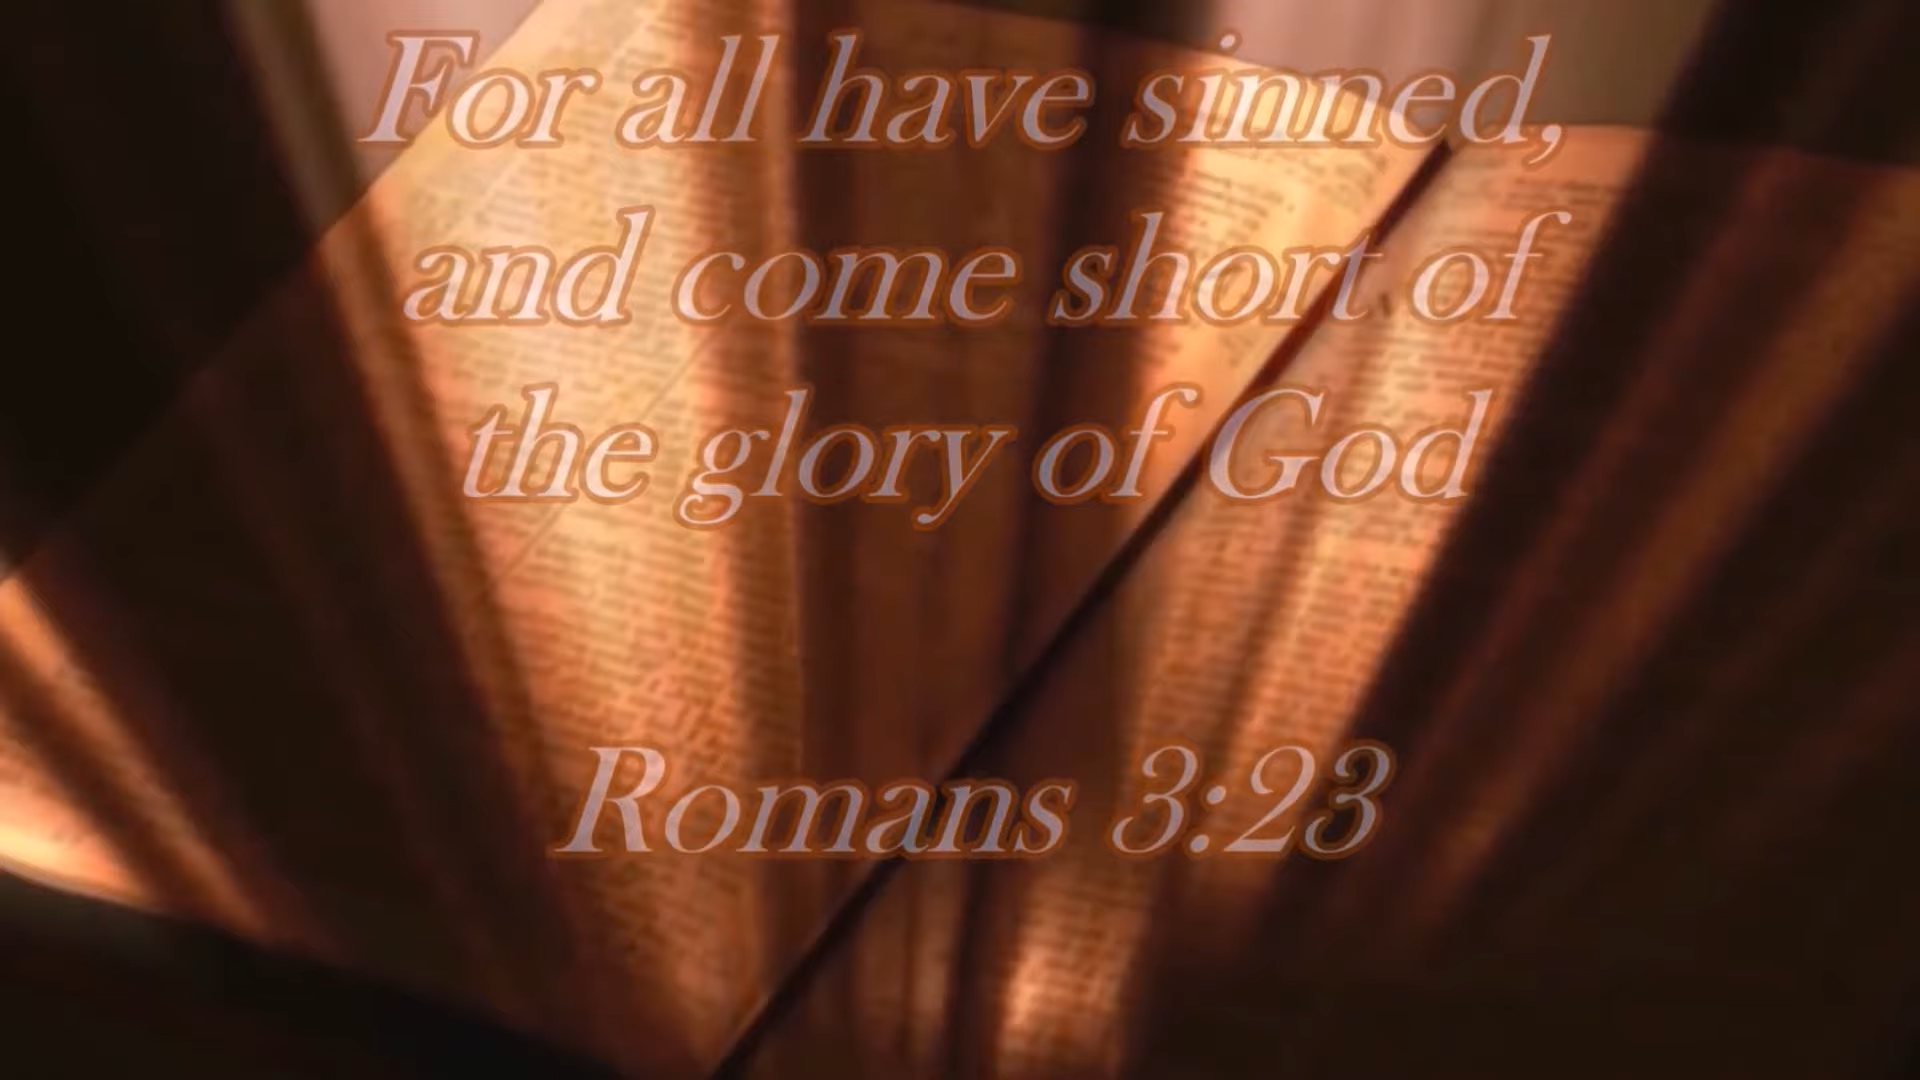 For all have sinned,
and come short of
the glory of God
Romans 3:23